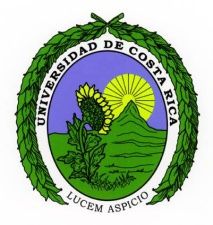 UNIVERSIDAD DE COSTA RICA
LUCEM ASPICIO